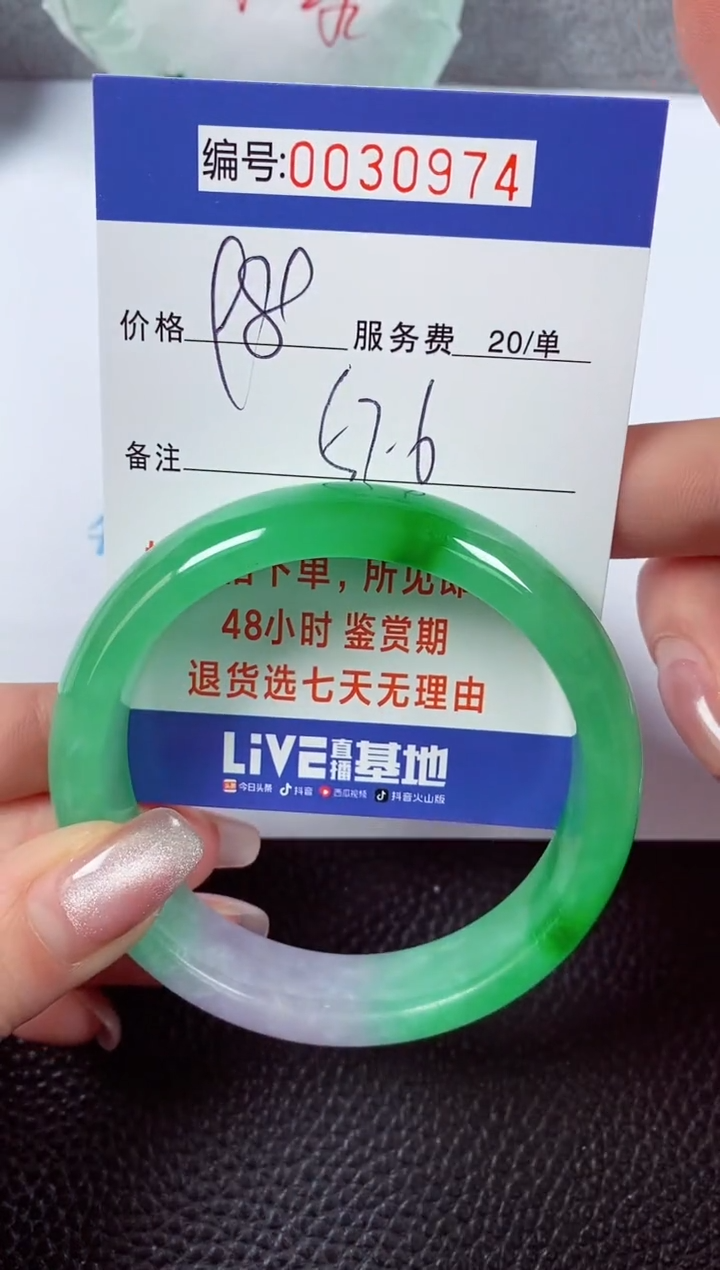 编号:0030974
价格 服务费 20/单
备注 57.6
下单，所见即
48小时 鉴赏期
退货选七天无理由
LiVE直播基地
今日头条 抖音 西瓜视频 抖音火山版